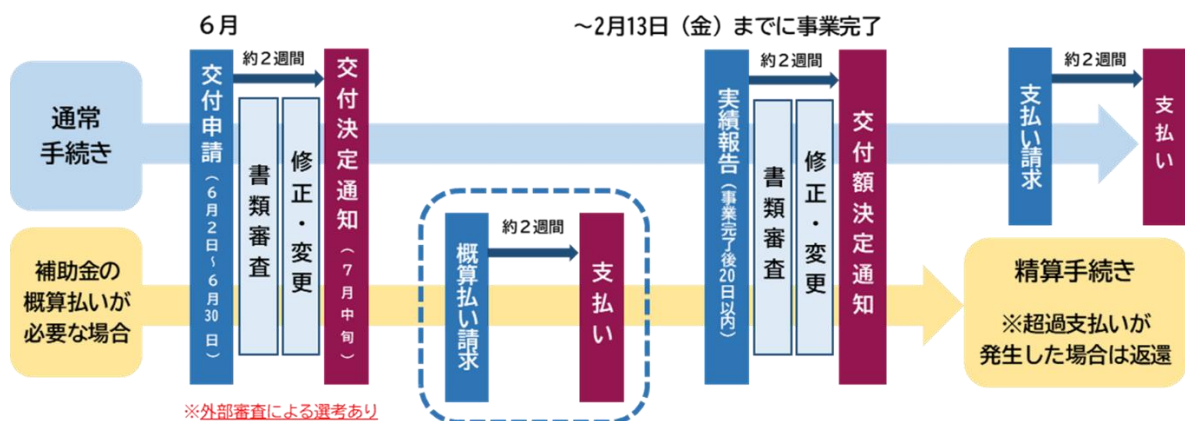 6月
～2月13日（金）までに事業完了
通常
手続き
交付申請（６月２日～６月30日）
約２週間
書類審査
修正・変更
交付決定通知（７月中旬）
実績報告（事業完了後20日以内）
約２週間
書類審査
修正・変更
交付額決定通知
支払い請求
約２週間
支払い
補助金の
概算払いが
必要な場合
概算払い請求
約２週間
支払い
精算手続き
※超過支払いが
発生した場合は返還
※外部審査による選考あり